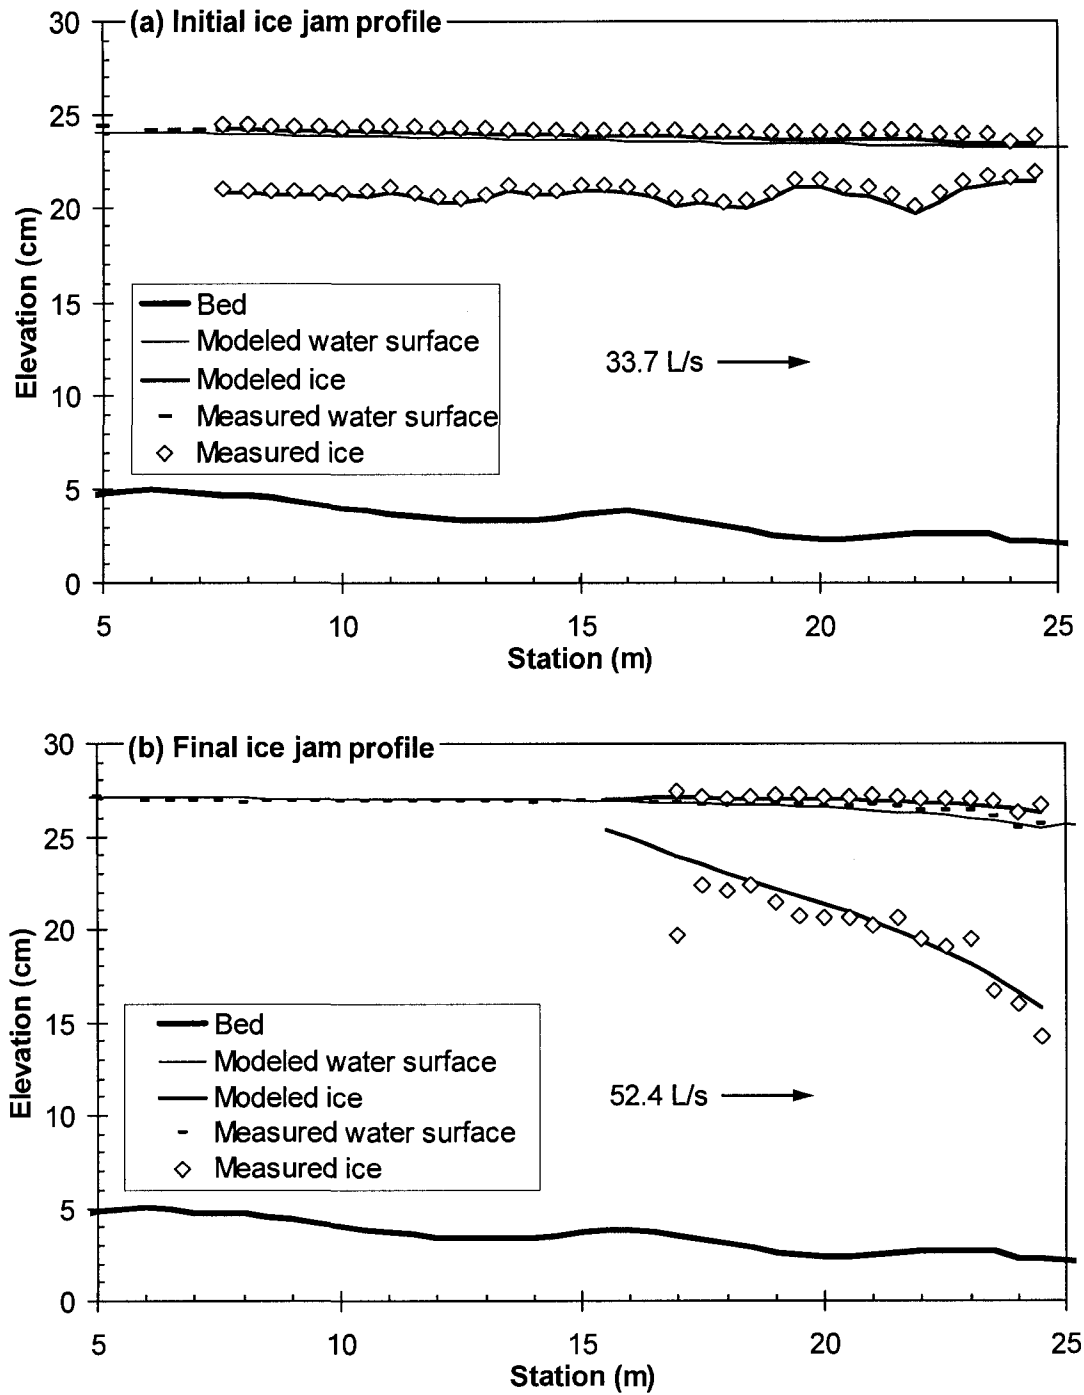 (a) Initial ice jam profile
30
25
20
15
10
5
0
Elevation (cm)
Bed
Modeled water surface
Modeled ice
Measured water surface
Measured ice
33.7 L/s
5
10
15
20
25
Station (m)
(b) Final ice jam profile
30
25
20
15
10
5
0
Elevation (cm)
Bed
Modeled water surface
Modeled ice
Measured water surface
Measured ice
52.4 L/s
5
10
15
20
25
Station (m)